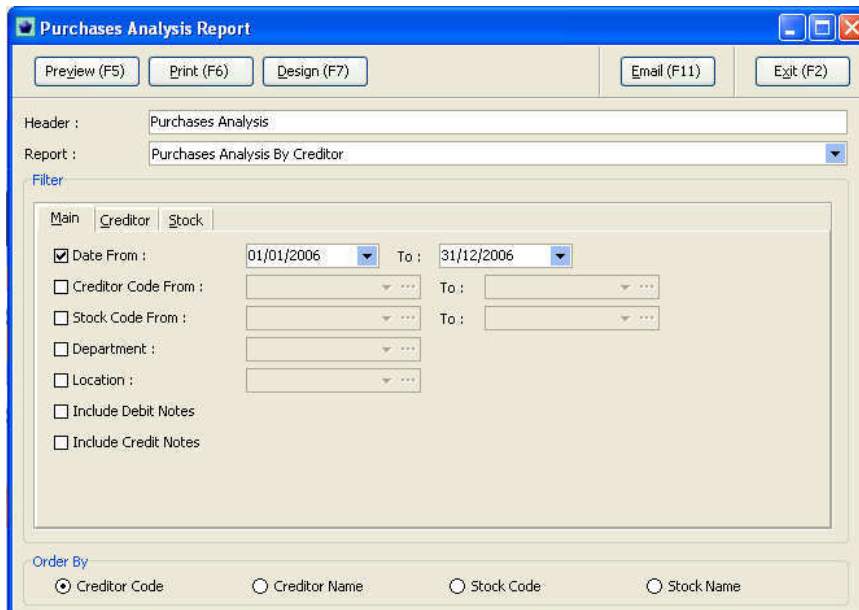 Purchases Analysis Report
Preview (F5) Print (F6) Design (F7) Email (F11) Exit (F2)
Header : Purchases Analysis
Report : Purchases Analysis By Creditor
Filter
Main Creditor Stock
Date From : 01/01/2006 To : 31/12/2006
Creditor Code From : To :
Stock Code From : To :
Department :
Location :
Include Debit Notes
Include Credit Notes
Order By
Creditor Code Creditor Name Stock Code Stock Name